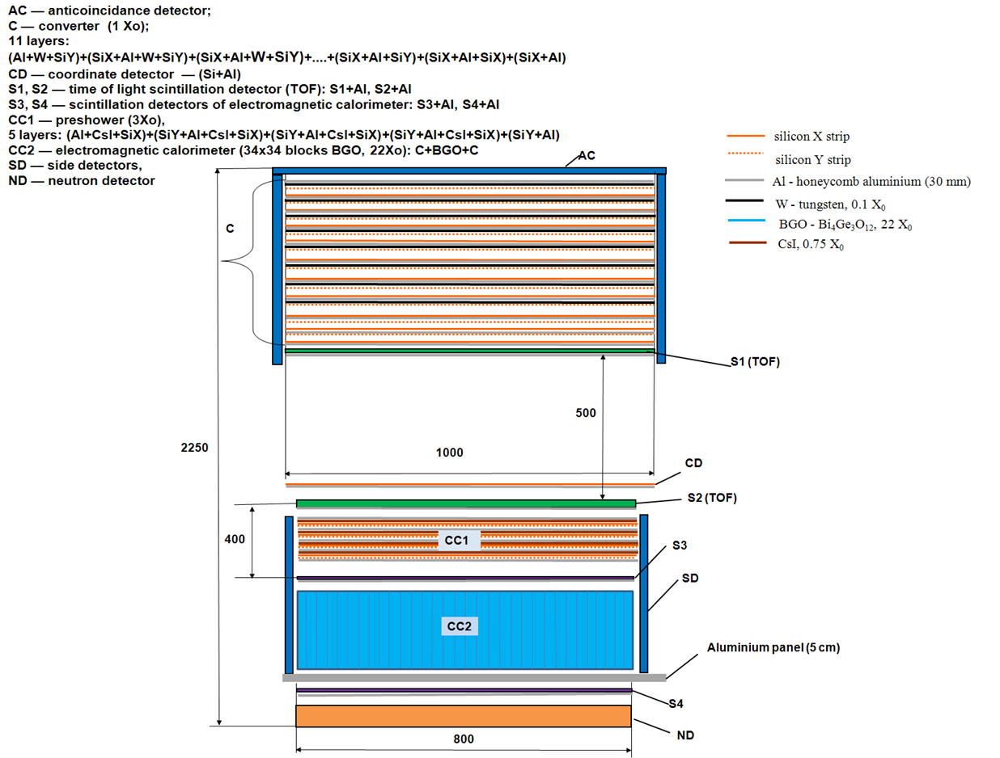 AC — anticoincidence detector;
C — converter (1 Xo);
11 layers:
(Al+W+SiY)+(SiX+Al+W+SiY)+(SiX+Al+W+SiY)+....+(SiX+Al+SiY)+(SiX+Al+SiX)+(SiX+Al)
CD — coordinate detector — (Si+Al)
S1, S2 — time of light scintillation detector (TOF): S1+Al, S2+Al
S3, S4 — scintillation detectors of electromagnetic calorimeter: S3+Al, S4+Al
CC1 — preshower (3Xo),
5 layers: (Al+CsI+SiX)+(SiY+Al+CsI+SiX)+(SiY+Al+CsI+SiX)+(SiY+Al+CsI+SiX)+(SiY+Al)
CC2 — electromagnetic calorimeter (34x34 blocks BGO, 22Xo): C+BGO+C
SD — side detectors,
ND — neutron detector
silicon X strip
silicon Y strip
Al - honeycomb aluminium (30 mm)
W - tungsten, 0.1 X₀
BGO - Bi₄Ge₃O₁₂, 22 X₀
CsI, 0.75 X₀
AC
C
S1 (TOF)
500
2250
1000
CD
S2 (TOF)
400
CC1
S3
SD
CC2
Aluminium panel (5 cm)
S4
ND
800